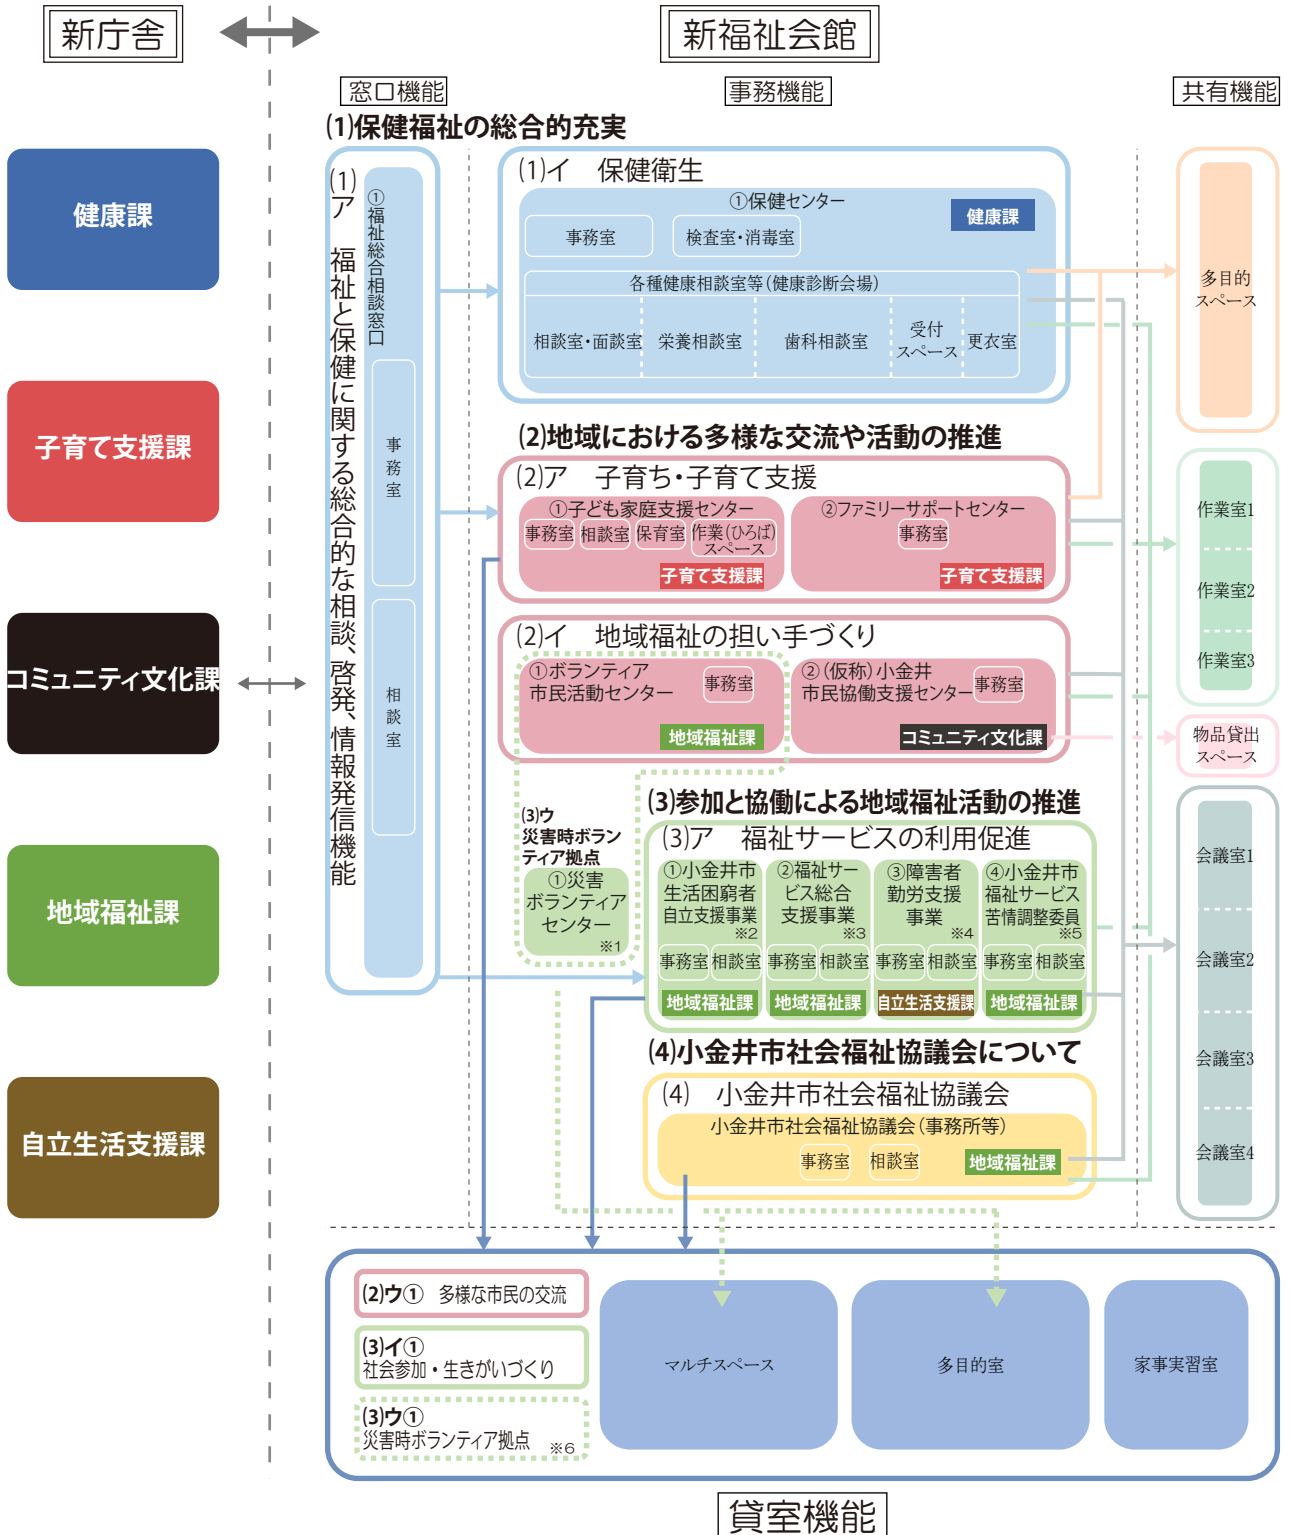 新庁舎
新福祉会館
窓口機能
事務機能
共有機能
健康課
子育て支援課
コミュニティ文化課
地域福祉課
自立生活支援課
(1)保健福祉の総合的充実
(1)ア 福祉と保健に関する総合的な相談、啓発、情報発信機能
①福祉総合相談窓口
事務室
相談室
(1)イ 保健衛生
①保健センター
健康課
事務室
検査室・消毒室
各種健康相談室等(健康診断会場)
相談室・面談室
栄養相談室
歯科相談室
受付
スペース
更衣室
(2)地域における多様な交流や活動の推進
(2)ア 子育ち・子育て支援
①子ども家庭支援センター
事務室
相談室
保育室
作業(ひろば)
スペース
子育て支援課
②ファミリーサポートセンター
事務室
子育て支援課
(2)イ 地域福祉の担い手づくり
①ボランティア
市民活動センター
事務室
地域福祉課
②(仮称)小金井
市民協働支援センター
事務室
コミュニティ文化課
(3)ウ
災害時ボラン
ティア拠点
①災害
ボランティア
センター
※1
(3)参加と協働による地域福祉活動の推進
(3)ア 福祉サービスの利用促進
①小金井市
生活困窮者
自立支援事業
※2
事務室
相談室
地域福祉課
②福祉サー
ビス総合
支援事業
※3
事務室
相談室
地域福祉課
③障害者
勤労支援
事業
※4
事務室
相談室
自立生活支援課
④小金井市
福祉サービス
苦情調整委員
※5
事務室
相談室
地域福祉課
(4)小金井市社会福祉協議会について
(4) 小金井市社会福祉協議会
小金井市社会福祉協議会(事務所等)
事務室
相談室
地域福祉課
多目的
スペース
作業室1
作業室2
作業室3
物品貸出
スペース
会議室1
会議室2
会議室3
会議室4
(2)ウ① 多様な市民の交流
(3)イ①
社会参加・生きがいづくり
(3)ウ①
災害時ボランティア拠点 ※6
マルチスペース
多目的室
家事実習室
貸室機能